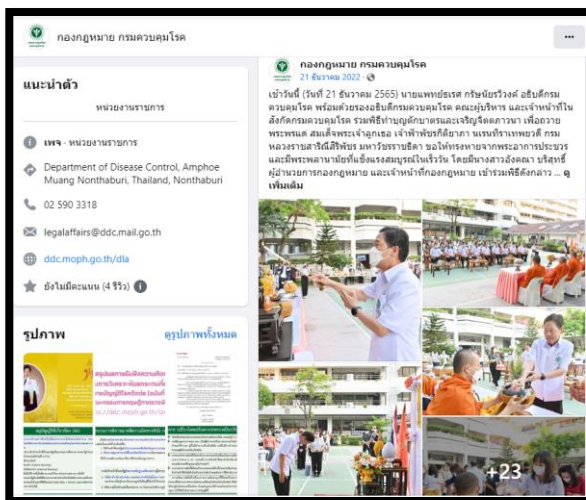 กองกฎหมาย กรมควบคุมโรค
แนะนำตัว
หน่วยงานราชการ
เพจ · หน่วยงานราชการ
Department of Disease Control, Amphoe
Muang Nonthaburi, Thailand, Nonthaburi
02 590 3318
legalaffairs@ddc.mail.go.th
ddc.moph.go.th/dla
ยังไม่มีคะแนน (4 รีวิว)
รูปภาพ
ดูรูปภาพทั้งหมด
กองกฎหมาย กรมควบคุมโรค
21 ธันวาคม 2022 ·
เช้าวันนี้ (วันที่ 21 ธันวาคม 2565) นายแพทย์ธเรศ กรัษนัยรวิวงค์ อธิบดีกรม
ควบคุมโรค พร้อมด้วยรองอธิบดีกรมควบคุมโรค คณะผู้บริหาร และเจ้าหน้าที่ใน
สังกัดกรมควบคุมโรค ร่วมพิธีทำบุญตักบาตรและเจริญจิตตภาวนา เพื่อถวาย
พระพรแด่ สมเด็จพระเจ้าลูกเธอ เจ้าฟ้าพัชรกิติยาภา นเรนทิราเทพยวดี กรม
หลวงราชสาริณีสิริพัชร มหาวัชรราชธิดา ขอให้ทรงหายจากพระอาการประชวร
และมีพระพลานามัยที่แข็งแรงสมบูรณ์ในเร็ววัน โดยมีนางสาวอังคณา บริสุทธิ์
ผู้อำนวยการกองกฎหมาย และเจ้าหน้าที่กองกฎหมาย เข้าร่วมพิธีดังกล่าว ... ดู
เพิ่มเติม
+23